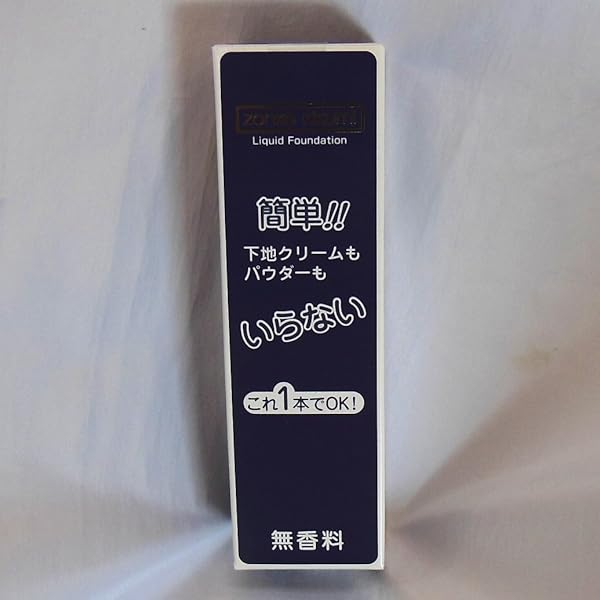 Liquid Foundation
簡単!!
下地クリームも
パウダーも
いらない
これ1本でOK!
無香料